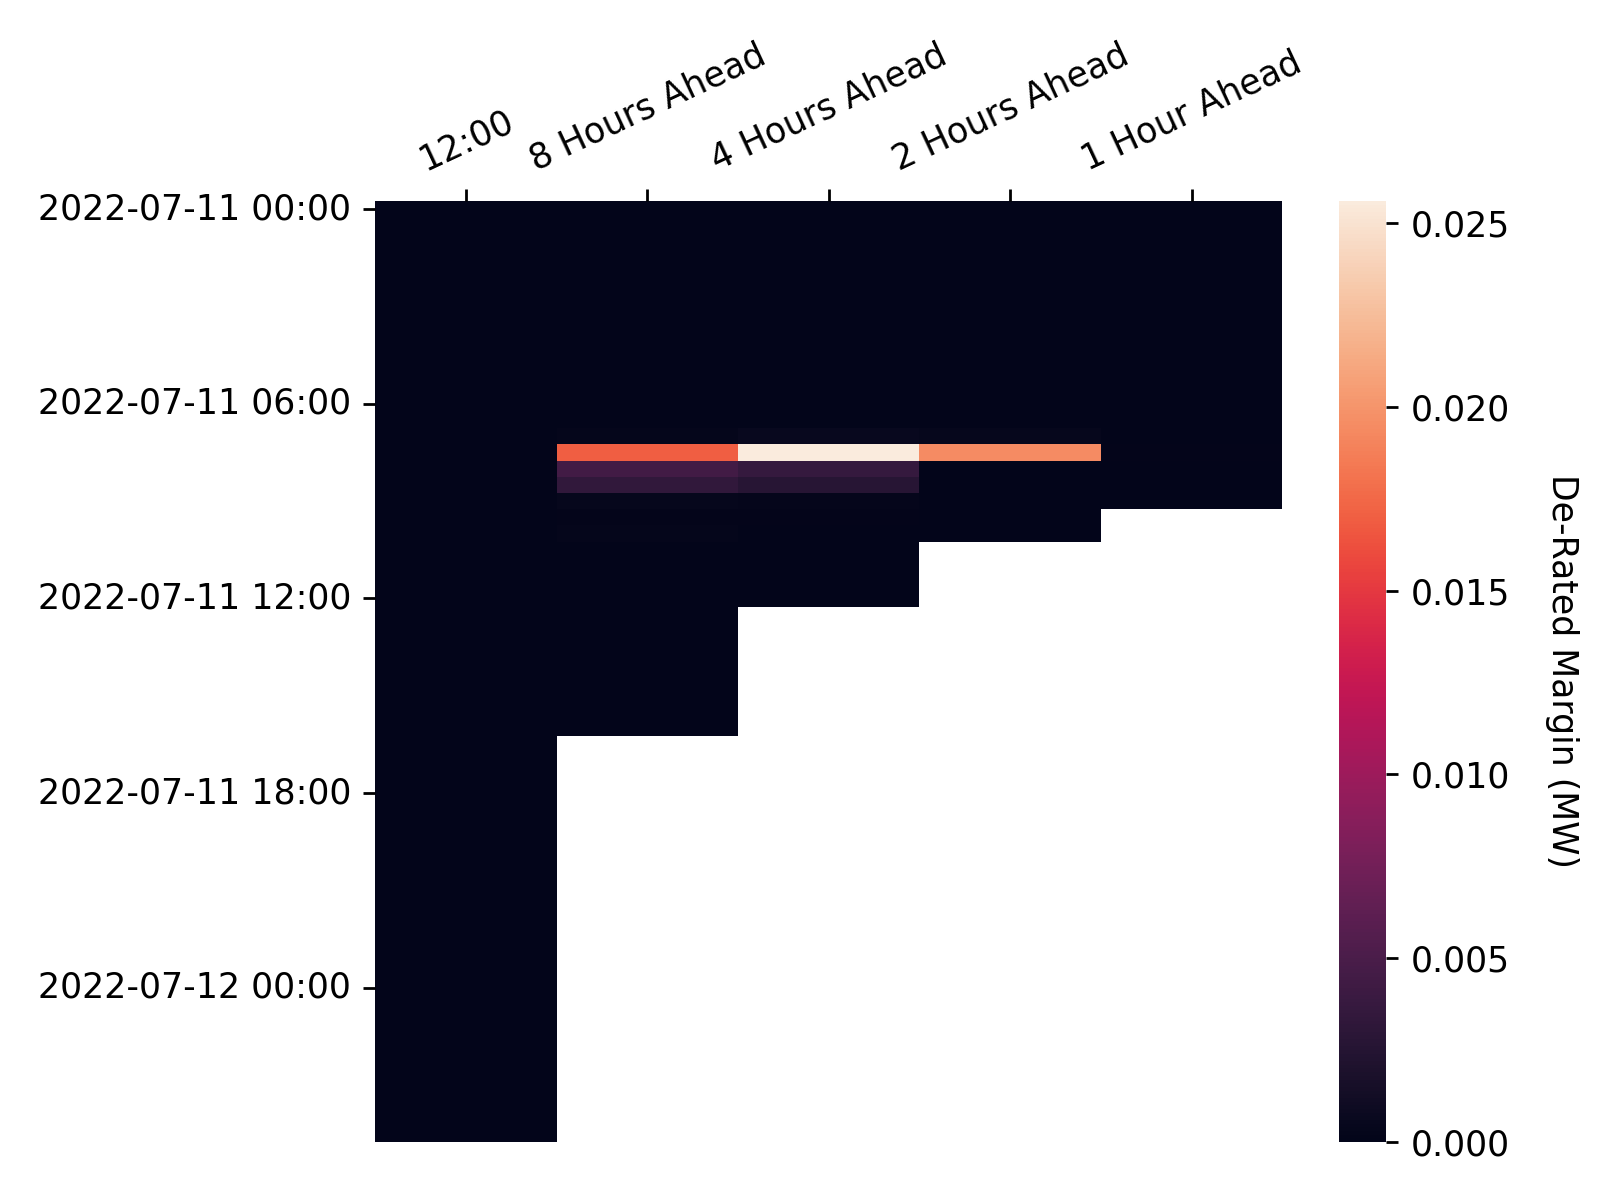 12:00
8 Hours Ahead
4 Hours Ahead
2 Hours Ahead
1 Hour Ahead
2022-07-11 00:00
2022-07-11 06:00
2022-07-11 12:00
2022-07-11 18:00
2022-07-12 00:00
0.025
0.020
0.015
0.010
0.005
0.000
De-Rated Margin (MW)